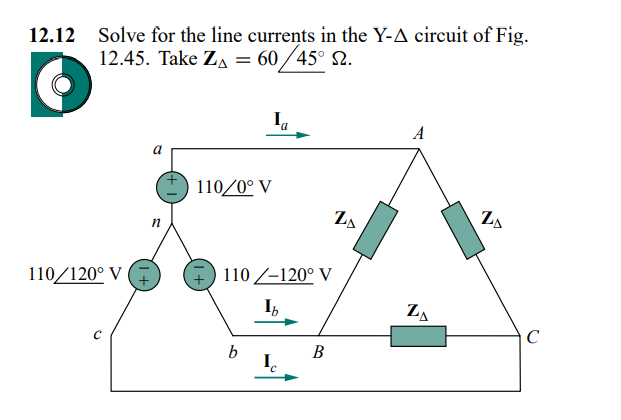 12.12 Solve for the line currents in the Y-Δ circuit of Fig.
12.45. Take Z_Δ = 60∠45° Ω.
I_a
A
a
+
−
110∠0° V
n
Z_Δ
Z_Δ
110∠120° V
−
+
−
+
110∠−120° V
I_b
Z_Δ
c
C
b
B
I_c